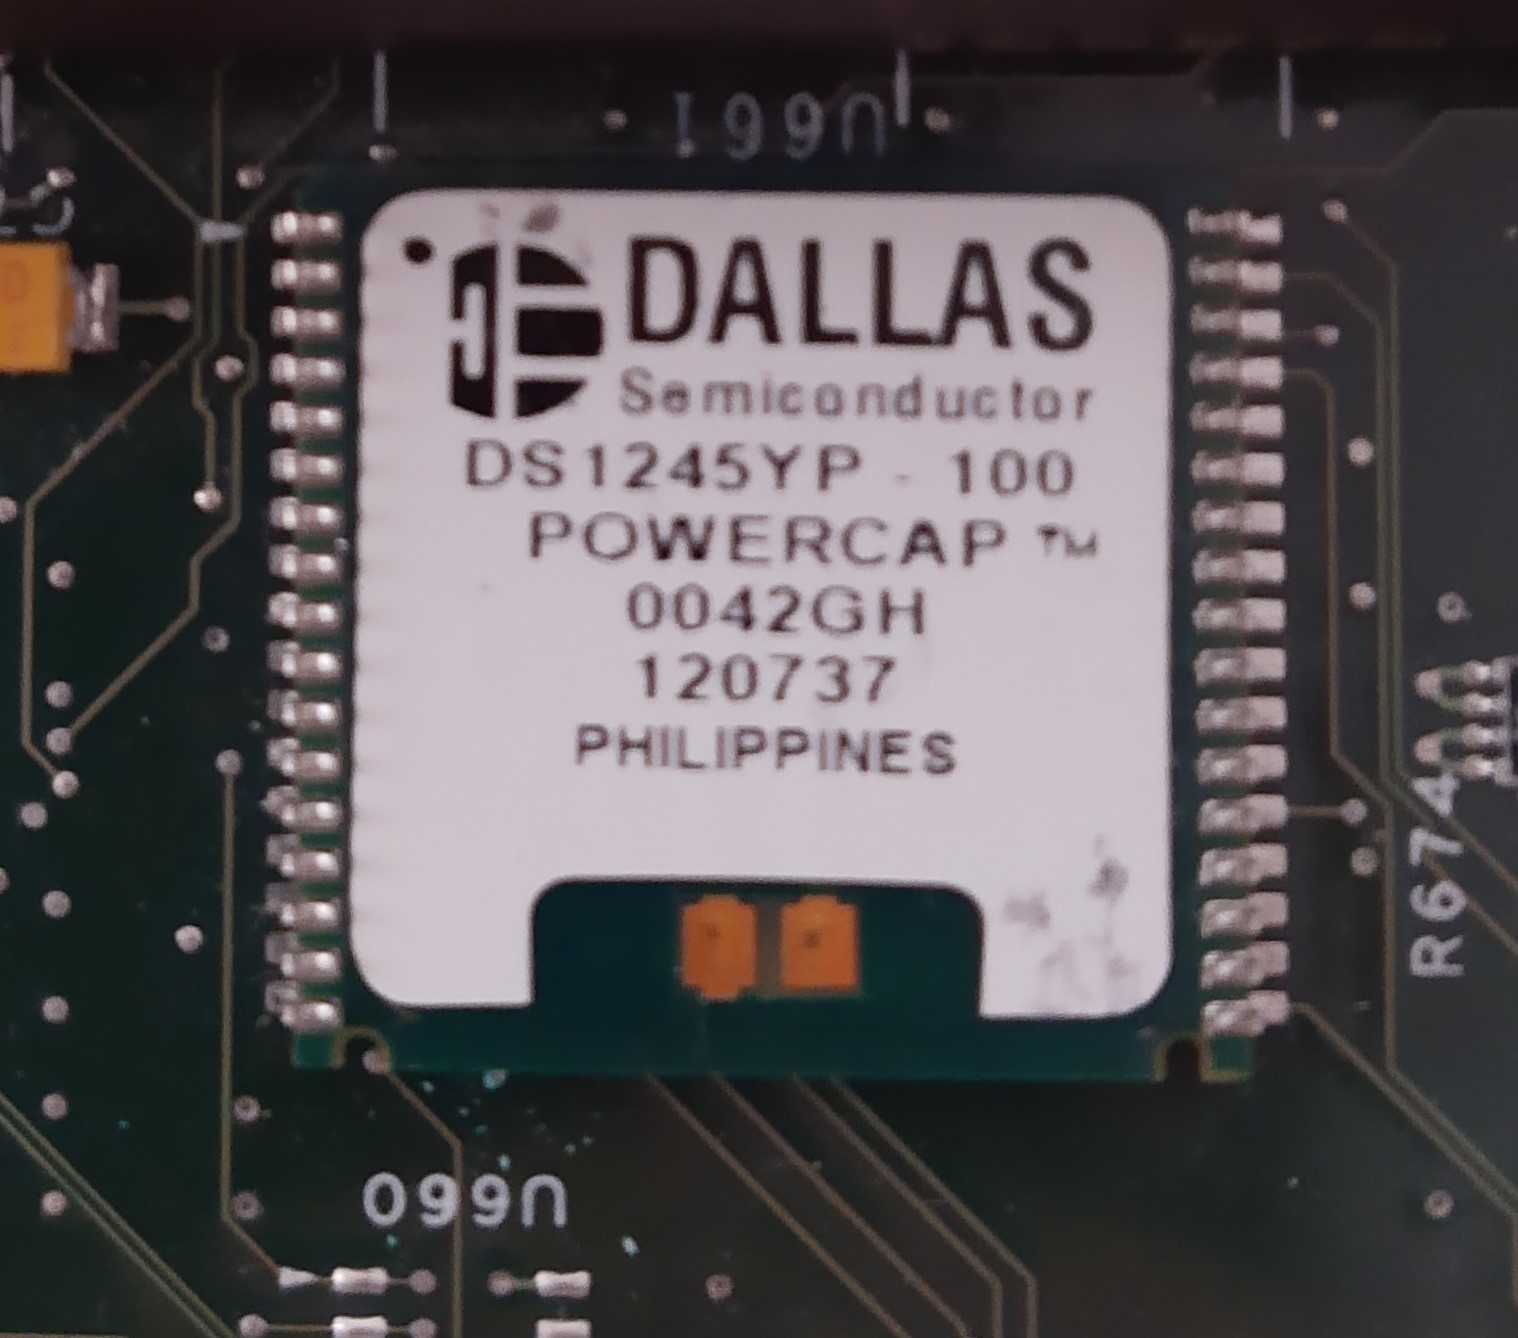 U661
DALLAS
Semiconductor
DS1245YP - 100
POWERCAP ™
0042GH
120737
PHILIPPINES
R674
U660